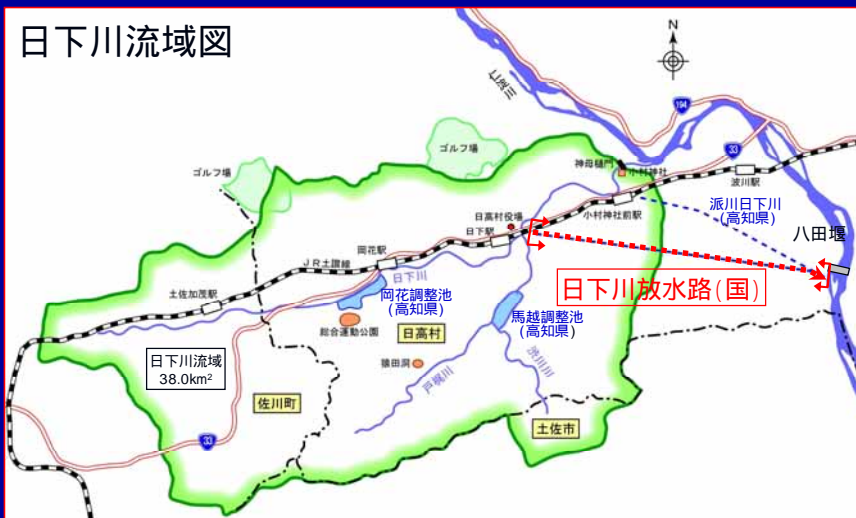 日下川流域図
N
仁淀川
194
ゴルフ場
33
神母樋門
小村神社
波川駅
ゴルフ場
派川日下川
(高知県)
小村神社前駅
日高村役場
日下駅
八田堰
岡花駅
JR土讃線
日下川
日下川放水路(国)
土佐加茂駅
岡花調整池
(高知県)
馬越調整池
(高知県)
総合運動公園
日高村
日下川流域
38.0km²
猿田洞
戸梶川
渋川川
佐川町
土佐市
33